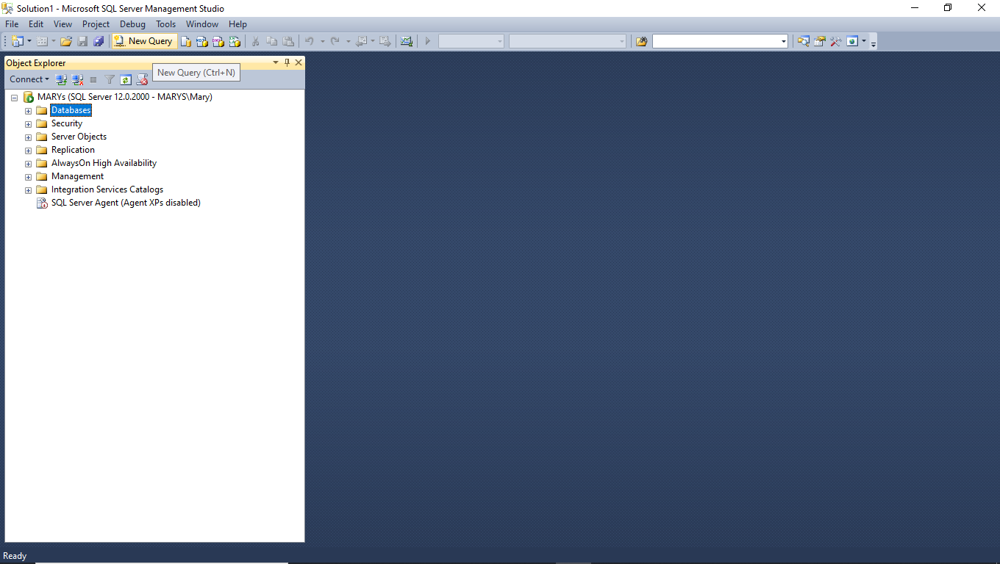 Solution1 - Microsoft SQL Server Management Studio
File Edit View Project Debug Tools Window Help
New Query
Object Explorer
New Query (Ctrl+N)
Connect
MARYs (SQL Server 12.0.2000 - MARYS\Mary)
Databases
Security
Server Objects
Replication
AlwaysOn High Availability
Management
Integration Services Catalogs
SQL Server Agent (Agent XPs disabled)
Ready